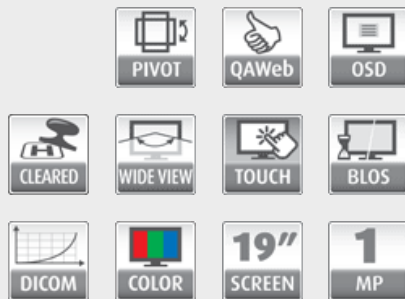 PIVOT
QAWeb
OSD
CLEARED
WIDE VIEW
TOUCH
BLOS
DICOM
COLOR
19"
SCREEN
1
MP